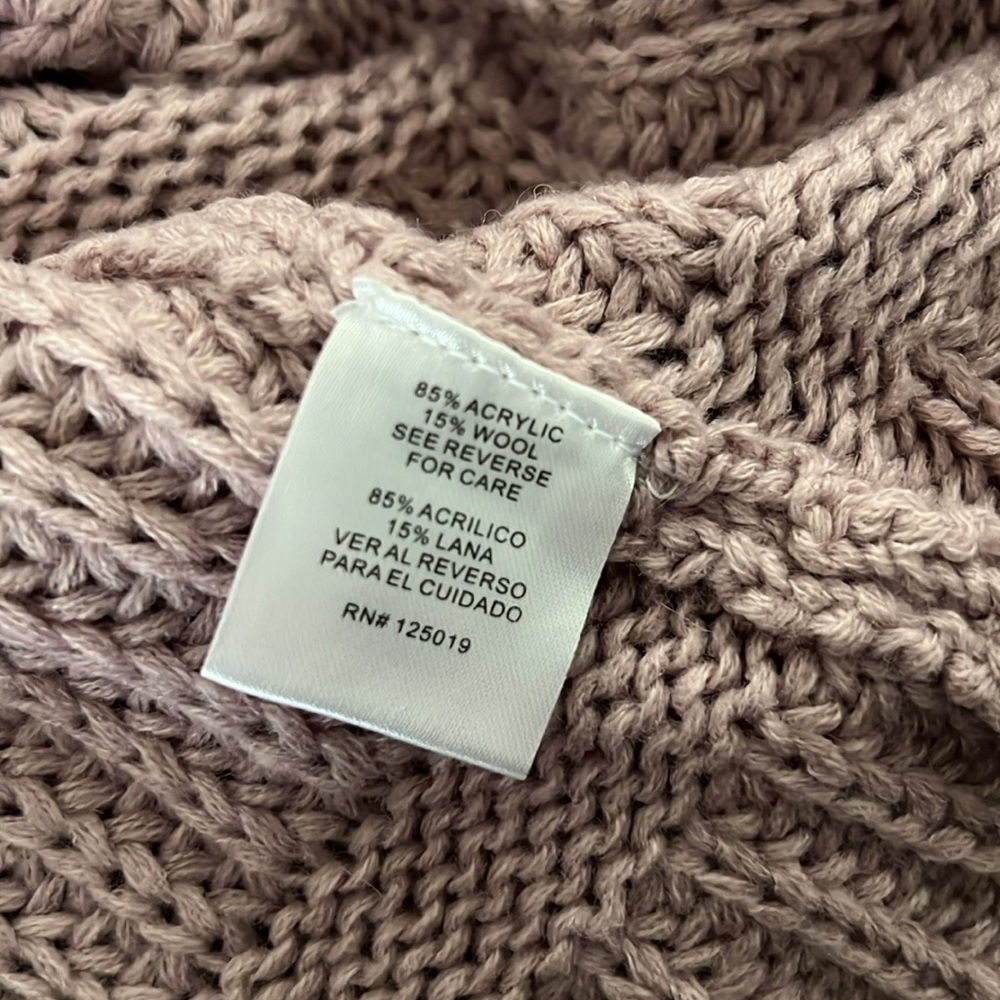 85% ACRYLIC
15% WOOL
SEE REVERSE
FOR CARE
85% ACRILICO
15% LANA
VER AL REVERSO
PARA EL CUIDADO
RN# 125019